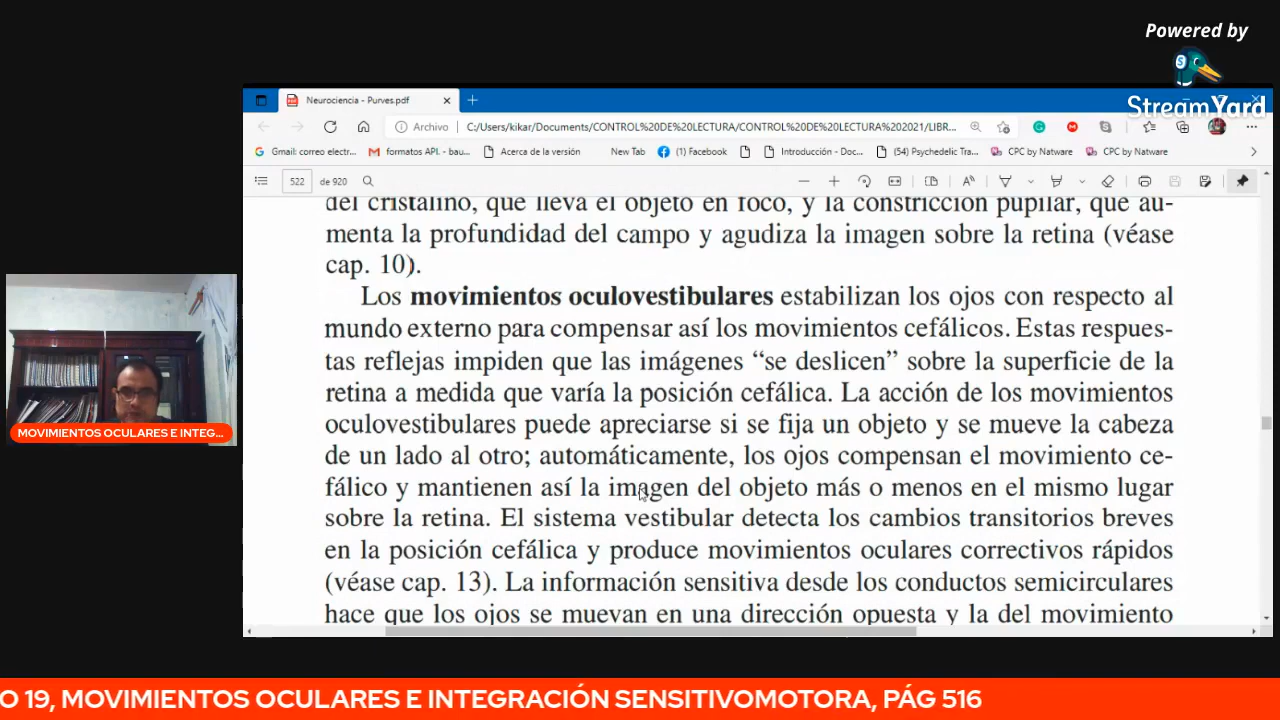 Powered by
StreamYard
Neurociencia - Purves.pdf
Archivo
C:/Users/kikar/Documents/CONTROL%20DE%20LECTURA/CONTROL%20DE%20LECTURA%202021/LIBR...
Gmail: correo electr...
formatos API. - bau...
Acerca de la versión
New Tab
(1) Facebook
Introducción - Doc...
(54) Psychedelic Tra...
CPC by Natware
CPC by Natware
522 de 920
del cristalino, que lleva el objeto en foco, y la constricción pupilar, que au-
menta la profundidad del campo y agudiza la imagen sobre la retina (véase
cap. 10).
Los movimientos oculovestibulares estabilizan los ojos con respecto al
mundo externo para compensar así los movimientos cefálicos. Estas respues-
tas reflejas impiden que las imágenes “se deslicen” sobre la superficie de la
retina a medida que varía la posición cefálica. La acción de los movimientos
oculovestibulares puede apreciarse si se fija un objeto y se mueve la cabeza
de un lado al otro; automáticamente, los ojos compensan el movimiento ce-
fálico y mantienen así la imagen del objeto más o menos en el mismo lugar
sobre la retina. El sistema vestibular detecta los cambios transitorios breves
en la posición cefálica y produce movimientos oculares correctivos rápidos
(véase cap. 13). La información sensitiva desde los conductos semicirculares
hace que los ojos se muevan en una dirección opuesta y la del movimiento
MOVIMIENTOS OCULARES E INTEG...
O 19, MOVIMIENTOS OCULARES E INTEGRACIÓN SENSITIVOMOTORA, PÁG 516